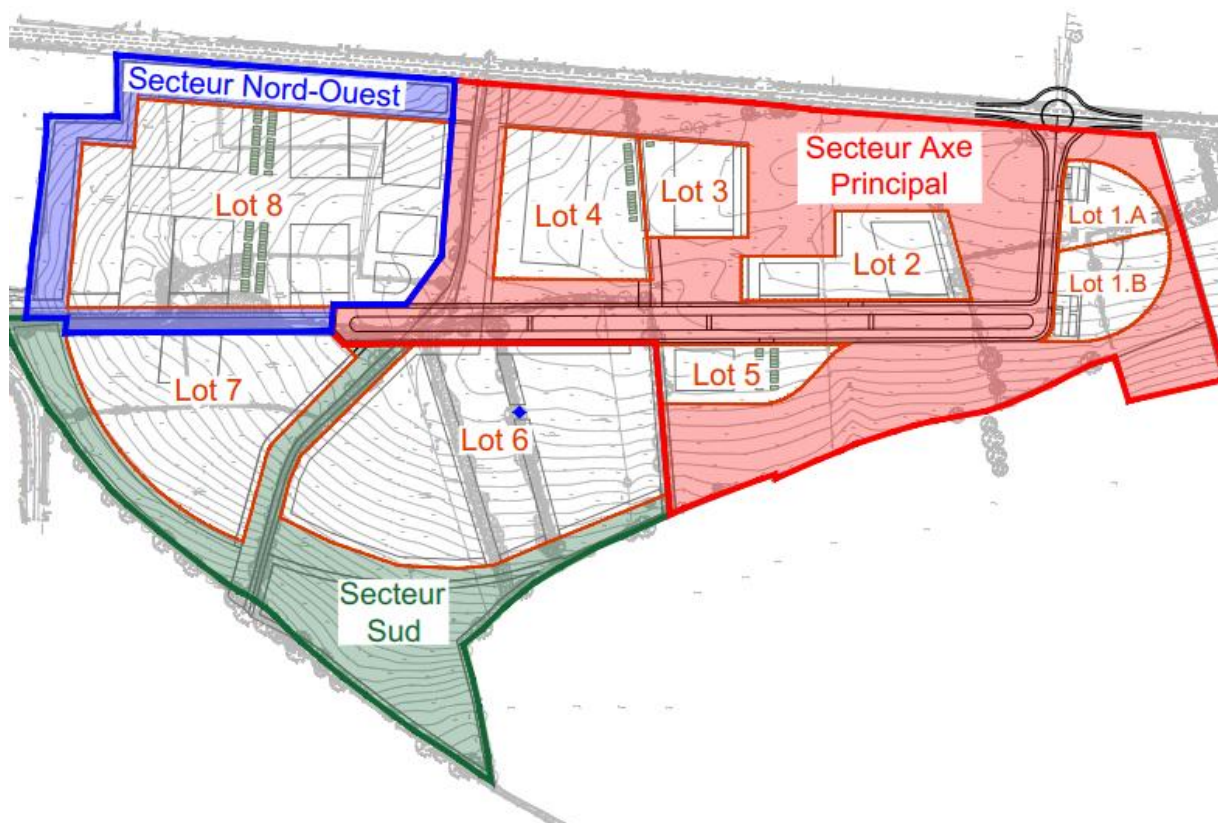 Secteur Nord-Ouest
Secteur Axe
Principal
Lot 8
Lot 4
Lot 3
Lot 1.A
Lot 2
Lot 1.B
Lot 7
Lot 5
Lot 6
Secteur
Sud